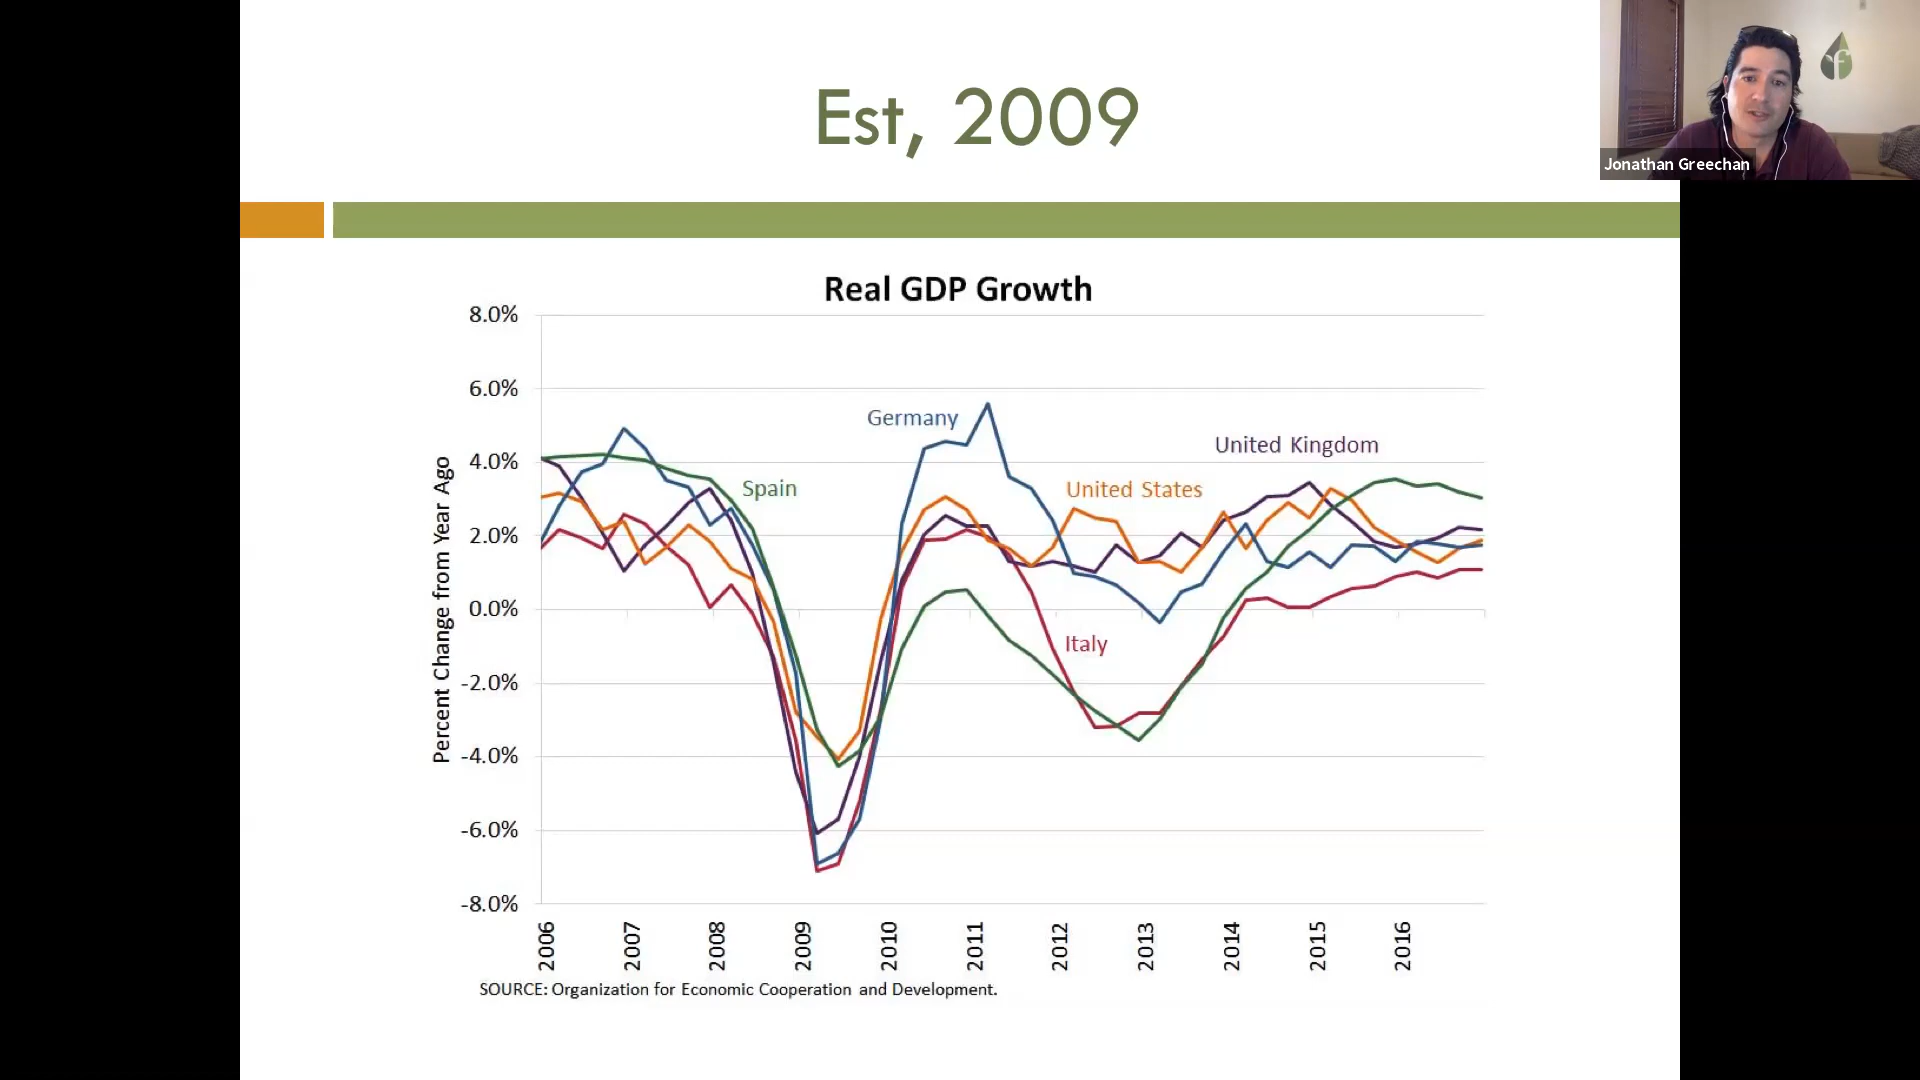 Est, 2009
Jonathan Greechan
Real GDP Growth
Percent Change from Year Ago
8.0%
6.0%
4.0%
2.0%
0.0%
-2.0%
-4.0%
-6.0%
-8.0%
Germany
United Kingdom
Spain
United States
Italy
2006
2007
2008
2009
2010
2011
2012
2013
2014
2015
2016
SOURCE: Organization for Economic Cooperation and Development.
f